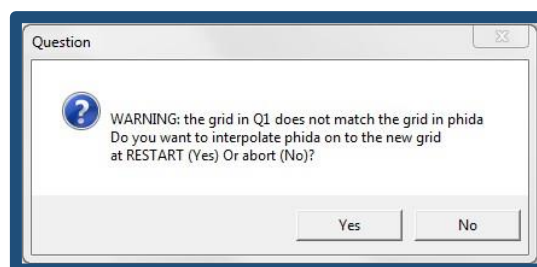 Question
WARNING: the grid in Q1 does not match the grid in phida
Do you want to interpolate phida on to the new grid
at RESTART (Yes) Or abort (No)?
Yes
No